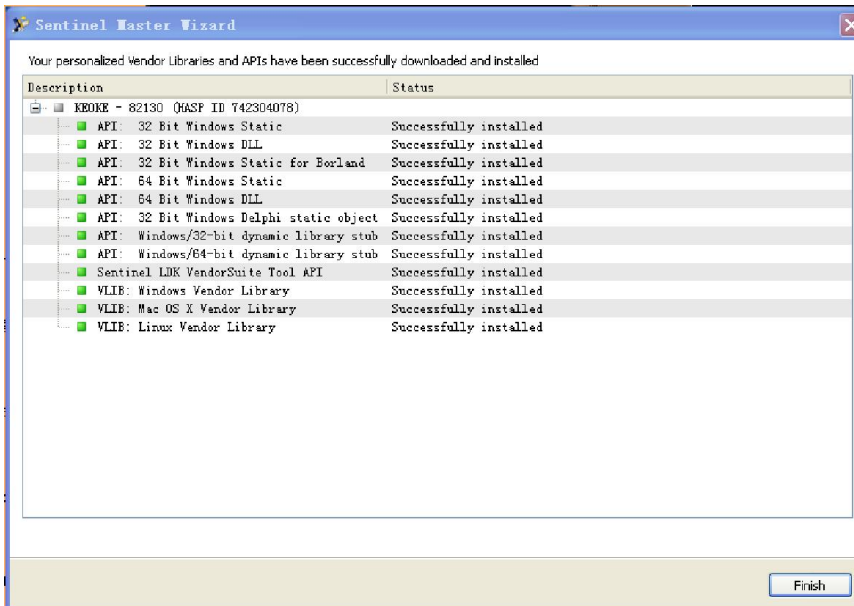 Sentinel Master Wizard
Your personalized Vendor Libraries and APIs have been successfully downloaded and installed
Description Status
KEOKE - 82130 (HASP ID 742304078)
API: 32 Bit Windows Static Successfully installed
API: 32 Bit Windows DLL Successfully installed
API: 32 Bit Windows Static for Borland Successfully installed
API: 64 Bit Windows Static Successfully installed
API: 64 Bit Windows DLL Successfully installed
API: 32 Bit Windows Delphi static object Successfully installed
API: Windows/32-bit dynamic library stub Successfully installed
API: Windows/64-bit dynamic library stub Successfully installed
Sentinel LDK VendorSuite Tool API Successfully installed
VLIB: Windows Vendor Library Successfully installed
VLIB: Mac OS X Vendor Library Successfully installed
VLIB: Linux Vendor Library Successfully installed
Finish